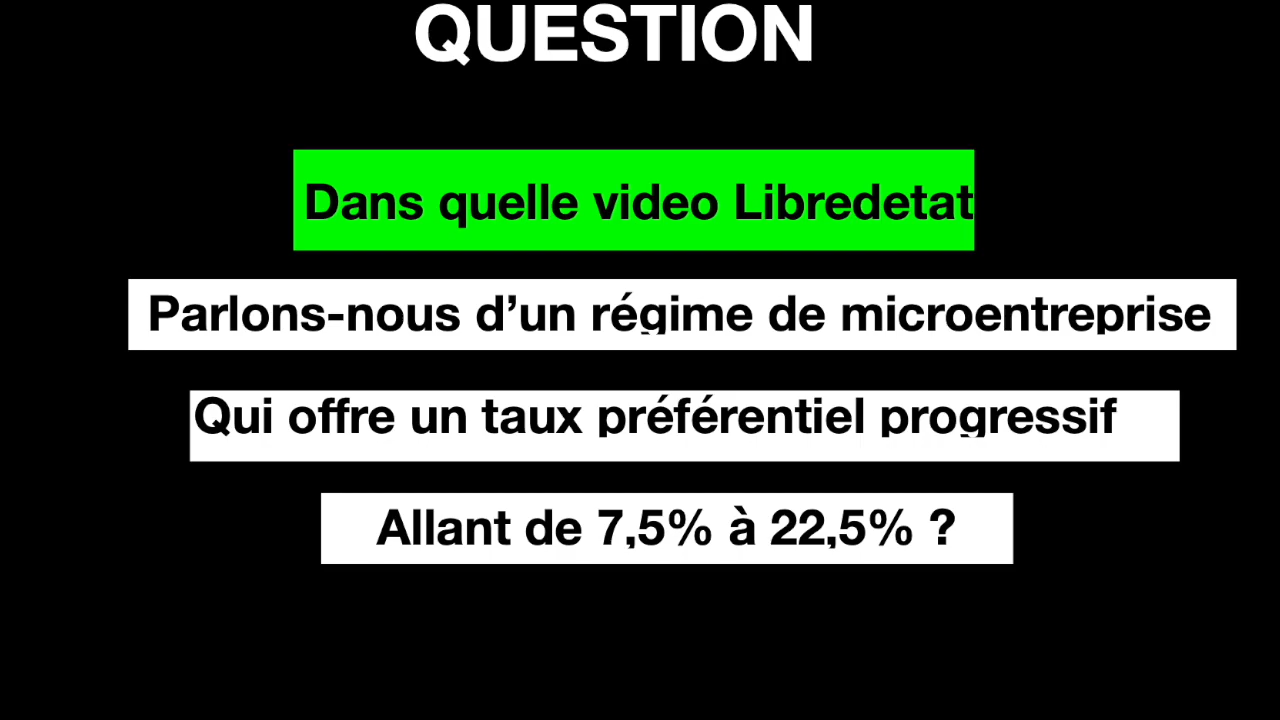 QUESTION
Dans quelle video Libredetat
Parlons-nous d’un régime de microentreprise
Qui offre un taux préférentiel progressif
Allant de 7,5% à 22,5% ?